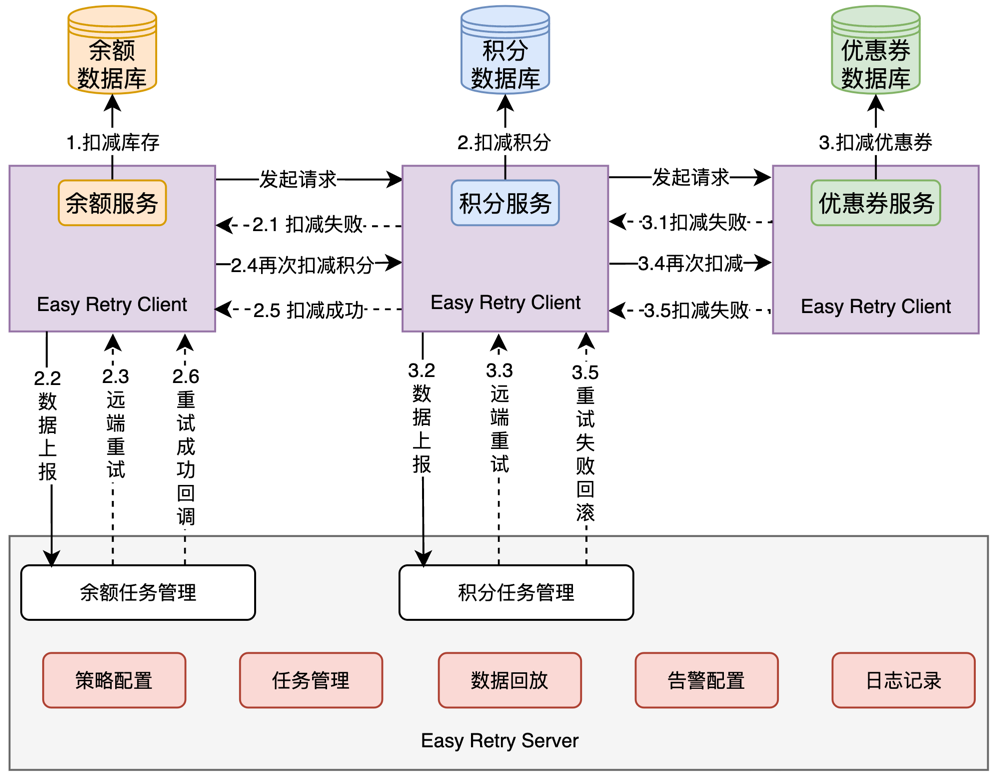 余额
数据库
积分
数据库
优惠券
数据库
1.扣减库存
2.扣减积分
3.扣减优惠券
余额服务
发起请求
积分服务
发起请求
优惠券服务
2.1 扣减失败
3.1扣减失败
2.4再次扣减积分
3.4再次扣减
Easy Retry Client
2.5 扣减成功
Easy Retry Client
3.5扣减失败
Easy Retry Client
2.2
数据上报
2.3
远端重试
2.6
重试成功回调
3.2
数据上报
3.3
远端重试
3.5
重试失败回滚
余额任务管理
积分任务管理
策略配置
任务管理
数据回放
告警配置
日志记录
Easy Retry Server